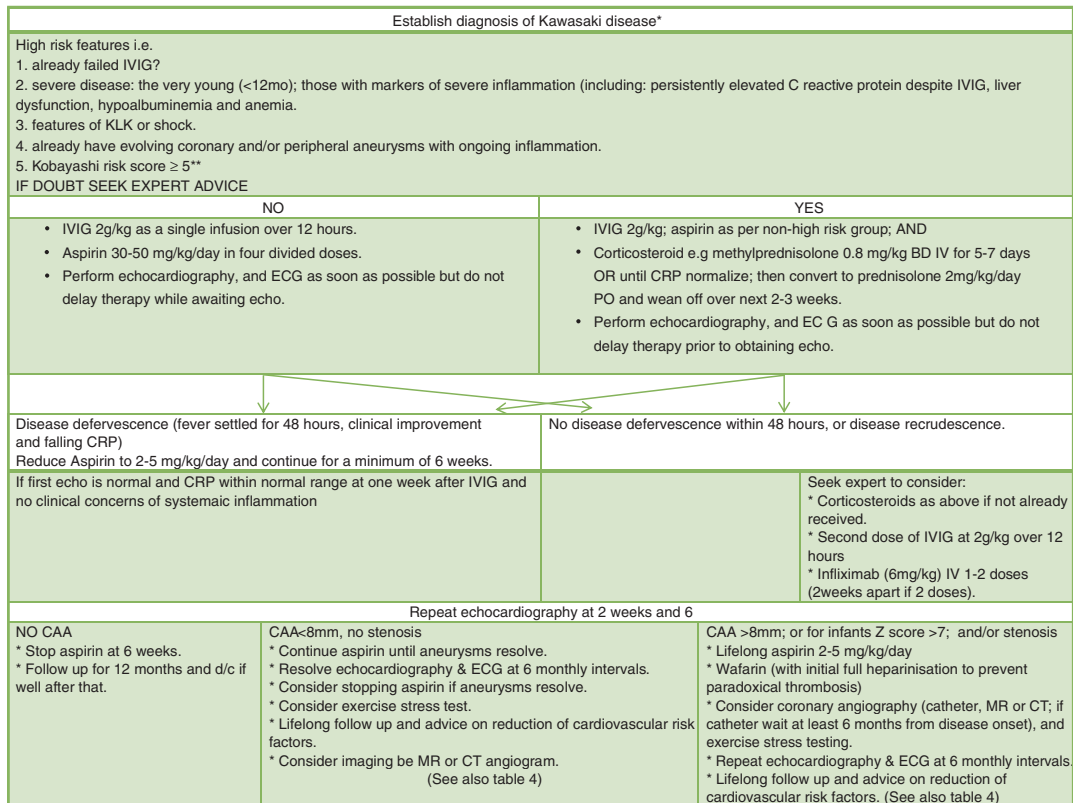 Establish diagnosis of Kawasaki disease*
High risk features i.e.
1. already failed IVIG?
2. severe disease: the very young (<12mo); those with markers of severe inflammation (including: persistently elevated C reactive protein despite IVIG, liver
dysfunction, hypoalbuminemia and anemia.
3. features of KLK or shock.
4. already have evolving coronary and/or peripheral aneurysms with ongoing inflammation.
5. Kobayashi risk score ≥ 5**
IF DOUBT SEEK EXPERT ADVICE
NO
• IVIG 2g/kg as a single infusion over 12 hours.
• Aspirin 30-50 mg/kg/day in four divided doses.
• Perform echocardiography, and ECG as soon as possible but do not
delay therapy while awaiting echo.
YES
• IVIG 2g/kg; aspirin as per non-high risk group; AND
• Corticosteroid e.g methylprednisolone 0.8 mg/kg BD IV for 5-7 days
OR until CRP normalize; then convert to prednisolone 2mg/kg/day
PO and wean off over next 2-3 weeks.
• Perform echocardiography, and EC G as soon as possible but do not
delay therapy prior to obtaining echo.
Disease defervescence (fever settled for 48 hours, clinical improvement
and falling CRP)
Reduce Aspirin to 2-5 mg/kg/day and continue for a minimum of 6 weeks.
No disease defervescence within 48 hours, or disease recrudescence.
If first echo is normal and CRP within normal range at one week after IVIG and
no clinical concerns of systemaic inflammation
Seek expert to consider:
* Corticosteroids as above if not already
received.
* Second dose of IVIG at 2g/kg over 12
hours
* Infliximab (6mg/kg) IV 1-2 doses
(2weeks apart if 2 doses).
Repeat echocardiography at 2 weeks and 6
NO CAA
* Stop aspirin at 6 weeks.
* Follow up for 12 months and d/c if
well after that.
CAA<8mm, no stenosis
* Continue aspirin until aneurysms resolve.
* Resolve echocardiography & ECG at 6 monthly intervals.
* Consider stopping aspirin if aneurysms resolve.
* Consider exercise stress test.
* Lifelong follow up and advice on reduction of cardiovascular risk
factors.
* Consider imaging be MR or CT angiogram.
(See also table 4)
CAA >8mm; or for infants Z score >7; and/or stenosis
* Lifelong aspirin 2-5 mg/kg/day
* Wafarin (with initial full heparinisation to prevent
paradoxical thrombosis)
* Consider coronary angiography (catheter, MR or CT; if
catheter wait at least 6 months from disease onset), and
exercise stress testing.
* Repeat echocardiography & ECG at 6 monthly intervals.
* Lifelong follow up and advice on reduction of
cardiovascular risk factors. (See also table 4)